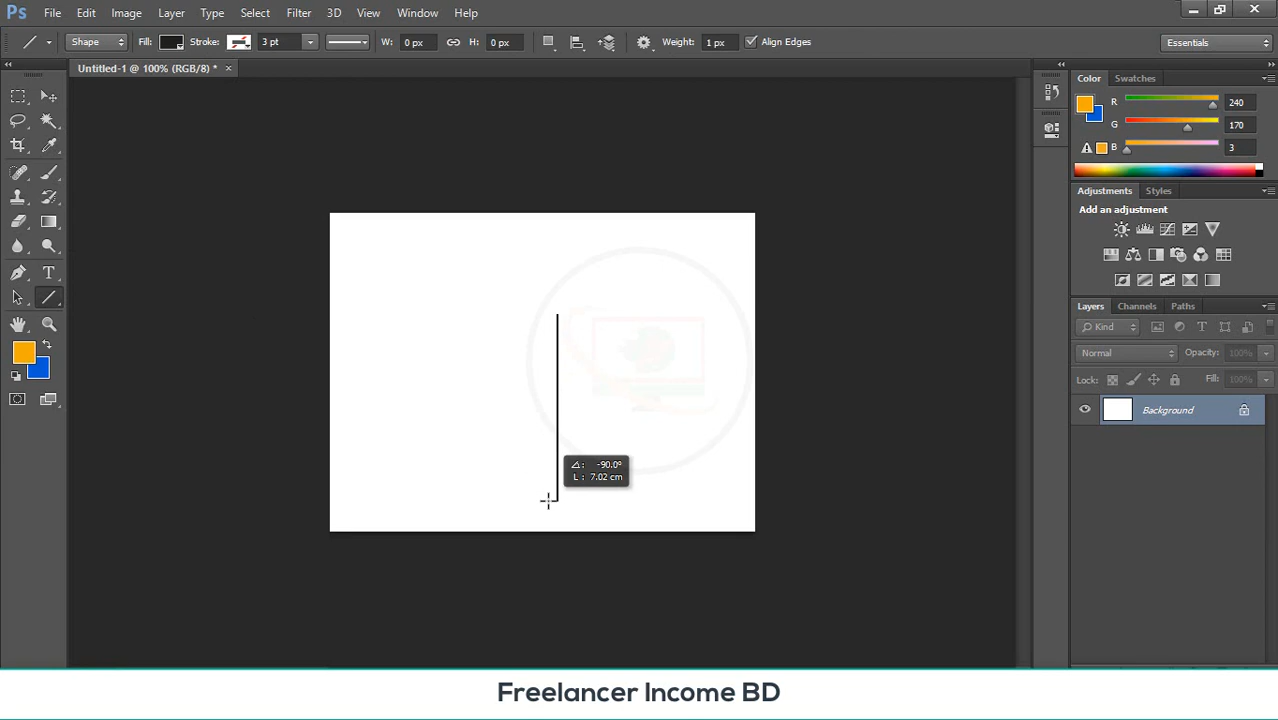 Ps File Edit Image Layer Type Select Filter 3D View Window Help
Shape Fill: Stroke: 3 pt W: 0 px H: 0 px Weight: 1 px Align Edges Essentials
Untitled-1 @ 100% (RGB/8) * ×
Color Swatches
R 240
G 170
B 3
Adjustments Styles
Add an adjustment
Layers Channels Paths
Kind
Normal Opacity: 100%
Lock: Fill: 100%
Background
-90.0°
L : 7.02 cm
Freelancer Income BD